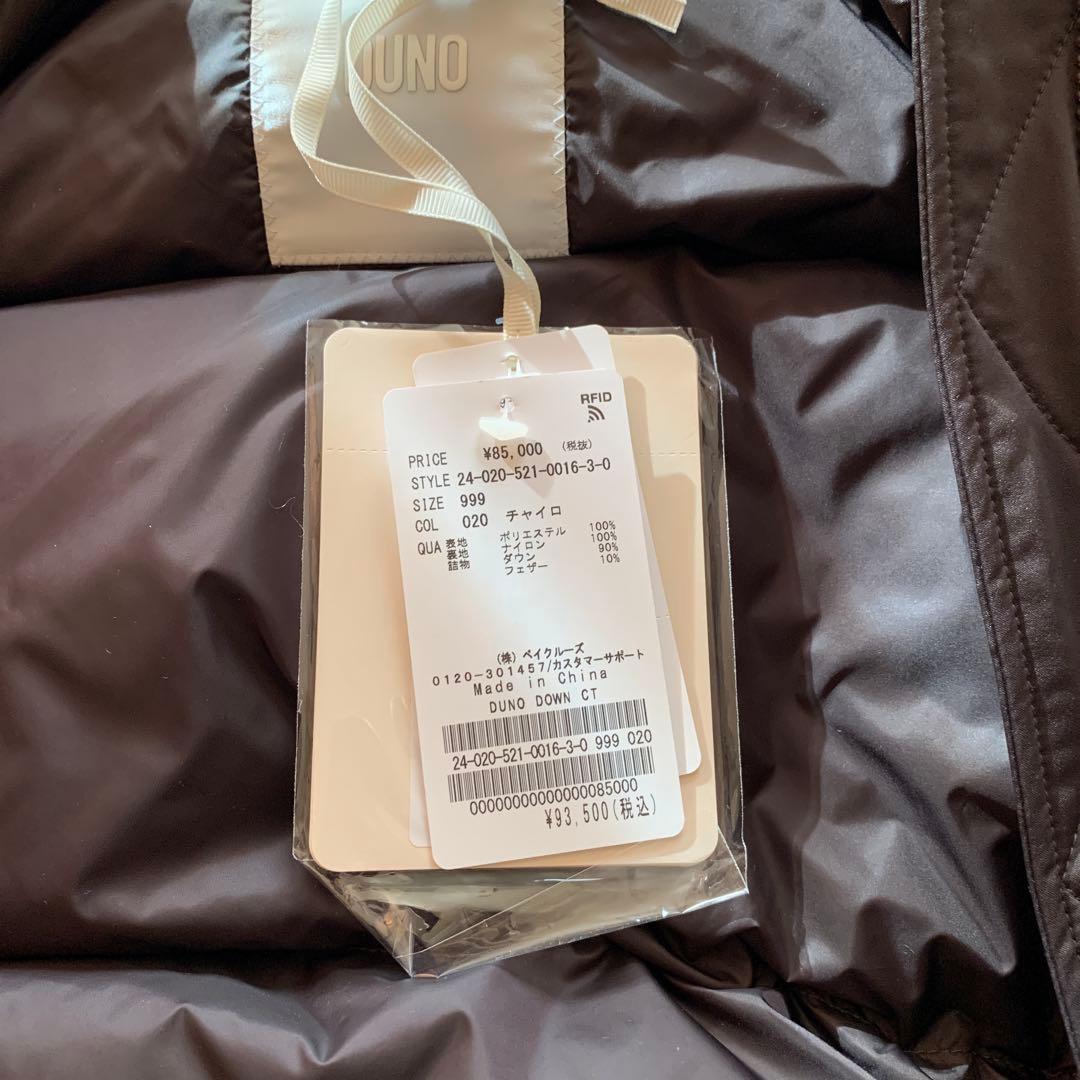 DUNO
RFID
PRICE ¥85,000 (税抜)
STYLE 24-020-521-0016-3-0
SIZE 999
COL 020 チャイロ
QUA 表地 ポリエステル 100%
裏地 ナイロン 100%
詰物 ダウン 90%
フェザー 10%
(株) ベイクルーズ
0120-301457/カスタマーサポート
Made in China
DUNO DOWN CT
24-020-521-0016-3-0 999 020
00000000000000085000
¥93,500(税込)